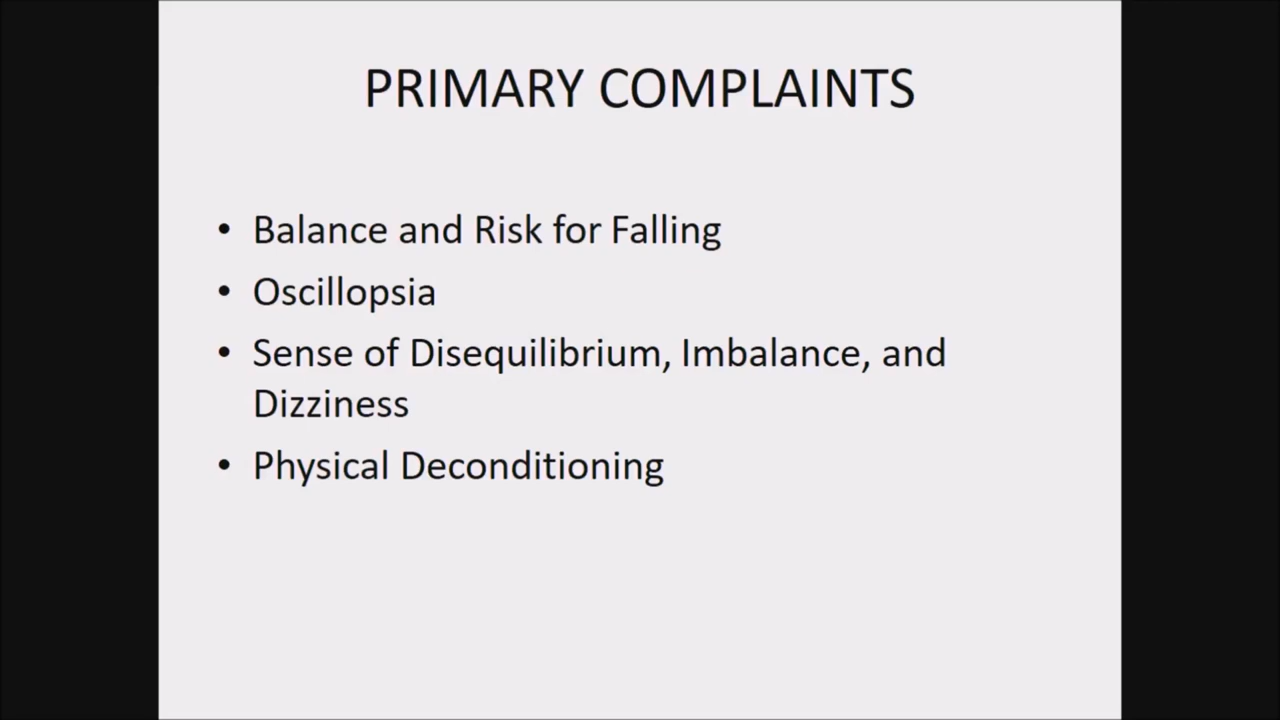 PRIMARY COMPLAINTS
• Balance and Risk for Falling
• Oscillopsia
• Sense of Disequilibrium, Imbalance, and
Dizziness
• Physical Deconditioning